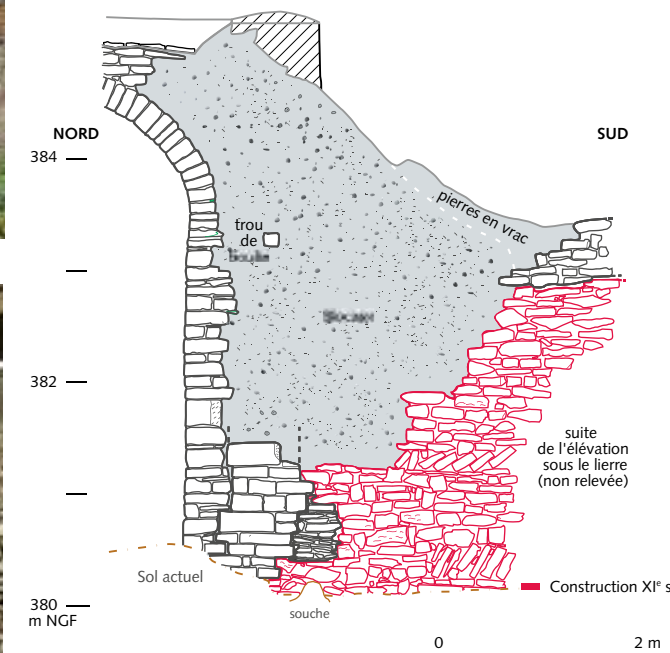 NORD
SUD
384
pierres en vrac
trou
de
382
suite
de l'élévation
sous le lierre
(non relevée)
Sol actuel
Construction XIe s
380
m NGF
souche
0
2 m